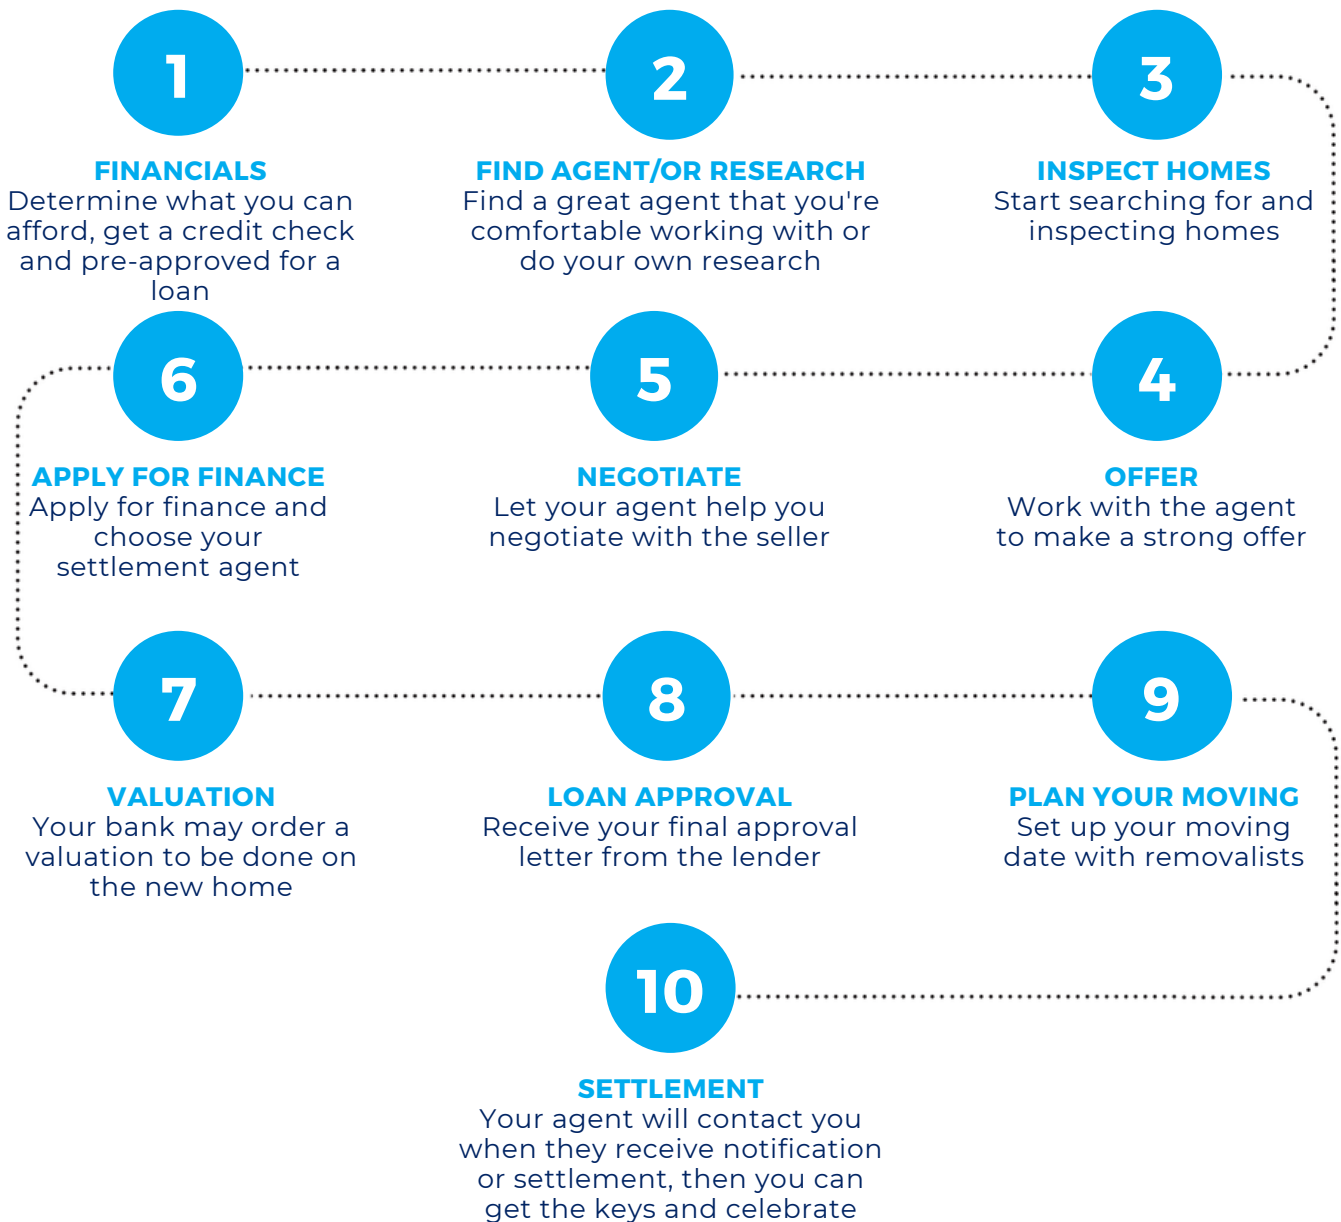 1
FINANCIALS
Determine what you can
afford, get a credit check
and pre-approved for a
loan
2
FIND AGENT/OR RESEARCH
Find a great agent that you're
comfortable working with or
do your own research
3
INSPECT HOMES
Start searching for and
inspecting homes
4
OFFER
Work with the agent
to make a strong offer
5
NEGOTIATE
Let your agent help you
negotiate with the seller
6
APPLY FOR FINANCE
Apply for finance and
choose your
settlement agent
7
VALUATION
Your bank may order a
valuation to be done on
the new home
8
LOAN APPROVAL
Receive your final approval
letter from the lender
9
PLAN YOUR MOVING
Set up your moving
date with removalists
10
SETTLEMENT
Your agent will contact you
when they receive notification
or settlement, then you can
get the keys and celebrate